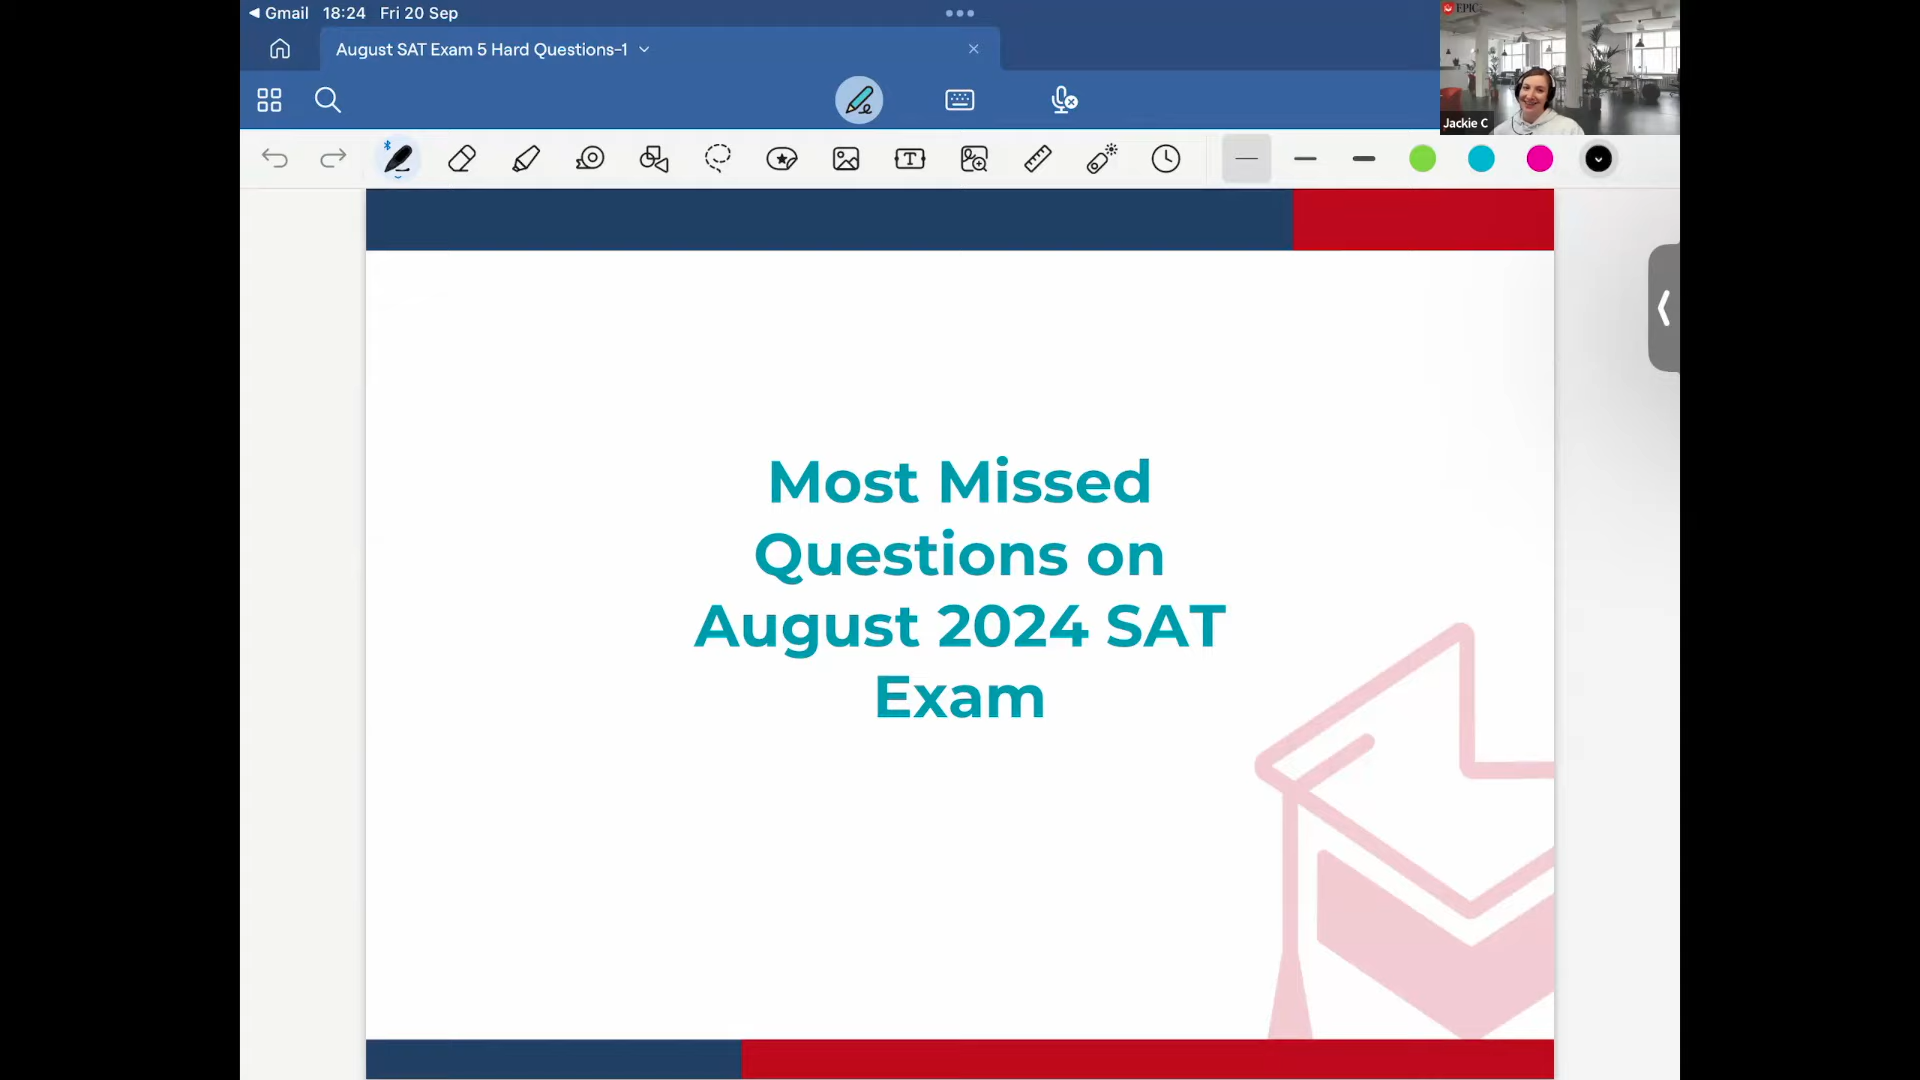 Gmail 18:24 Fri 20 Sep
EPIC
August SAT Exam 5 Hard Questions-1
Jackie C
Most Missed
Questions on
August 2024 SAT
Exam